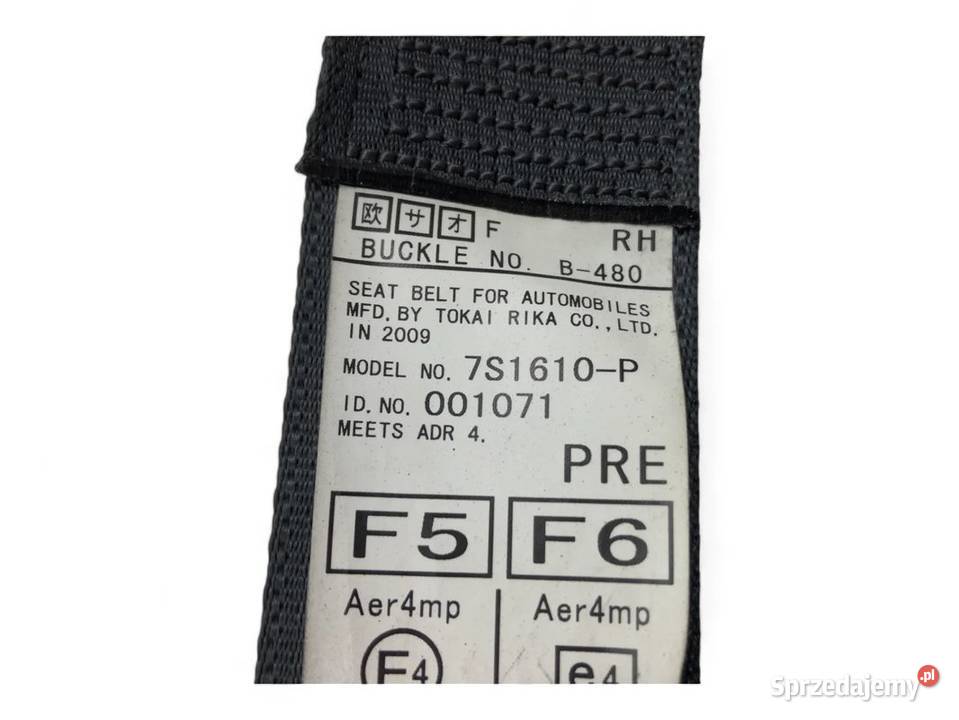 欧 サ オ F RH
BUCKLE NO. B-480
SEAT BELT FOR AUTOMOBILES
MFD. BY TOKAI RIKA CO., LTD.
IN 2009
MODEL NO. 7S1610-P
ID. NO. 001071
MEETS ADR 4.
PRE
F5 F6
Aer4mp Aer4mp
E4 e4
Sprzedajemy.pl